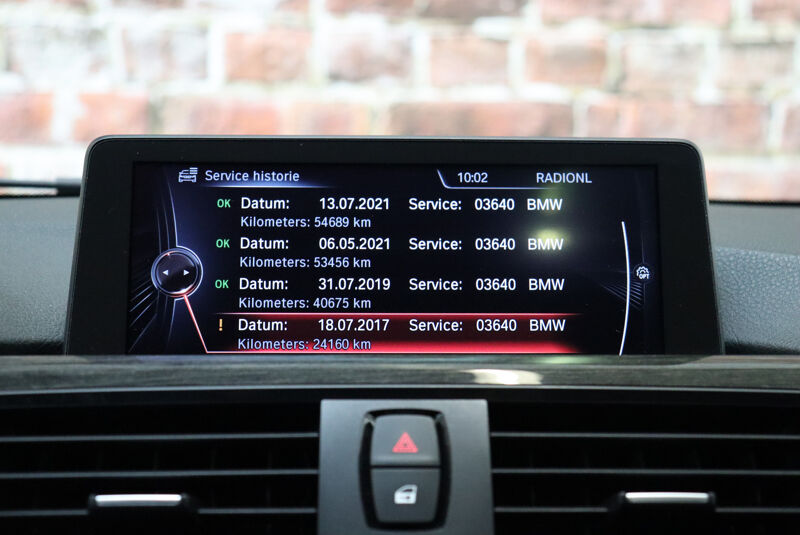 Service historie 10:02 RADIONL
OK Datum: 13.07.2021 Service: 03640 BMW
Kilometers: 54689 km
OK Datum: 06.05.2021 Service: 03640 BMW
Kilometers: 53456 km
OK Datum: 31.07.2019 Service: 03640 BMW
Kilometers: 40675 km
OPT
! Datum: 18.07.2017 Service: 03640 BMW
Kilometers: 24160 km